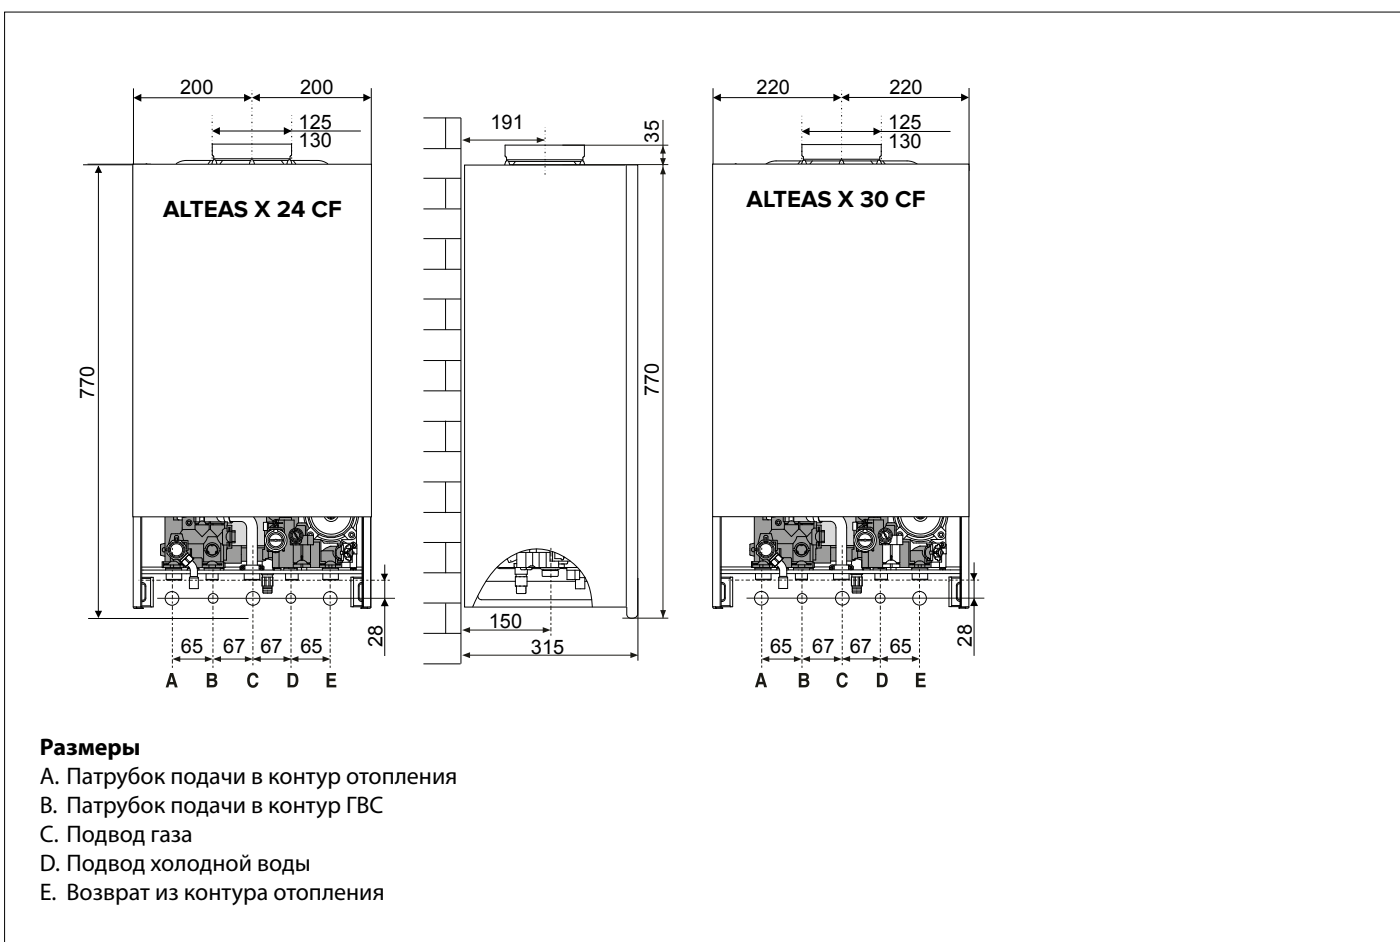 200 200
125
130
ALTEAS X 24 CF
770
28
65 67 67 65
A B C D E
191
35
770
150
315
220 220
125
130
ALTEAS X 30 CF
28
65 67 67 65
A B C D E
Размеры
A. Патрубок подачи в контур отопления
B. Патрубок подачи в контур ГВС
C. Подвод газа
D. Подвод холодной воды
E. Возврат из контура отопления